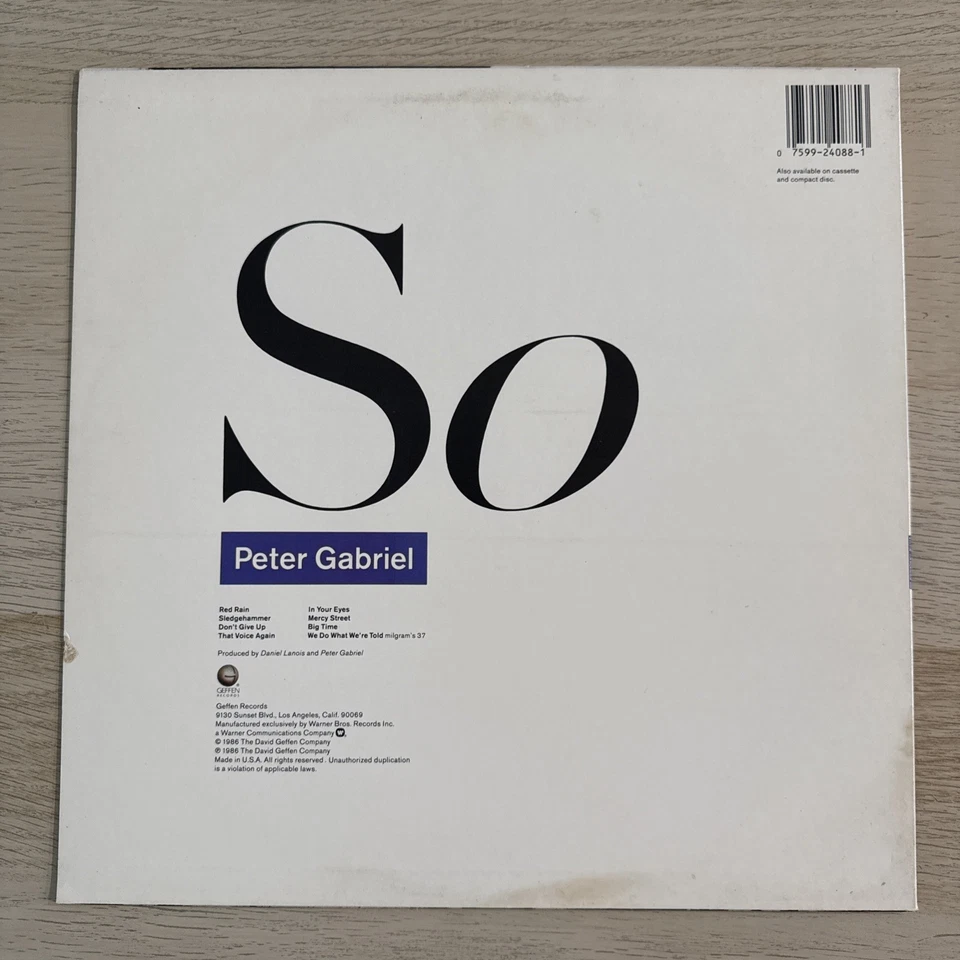 0 7599-24088-1
Also available on cassette
and compact disc.
So
Peter Gabriel
Red Rain
Sledgehammer
Don't Give Up
That Voice Again
In Your Eyes
Mercy Street
Big Time
We Do What We're Told milgram's 37
Produced by Daniel Lanois and Peter Gabriel
GEFFEN
RECORDS
Geffen Records
9130 Sunset Blvd., Los Angeles, Calif. 90069
Manufactured exclusively by Warner Bros. Records Inc.
a Warner Communications Company
© 1986 The David Geffen Company
℗ 1986 The David Geffen Company
Made in U.S.A. All rights reserved. Unauthorized duplication
is a violation of applicable laws.